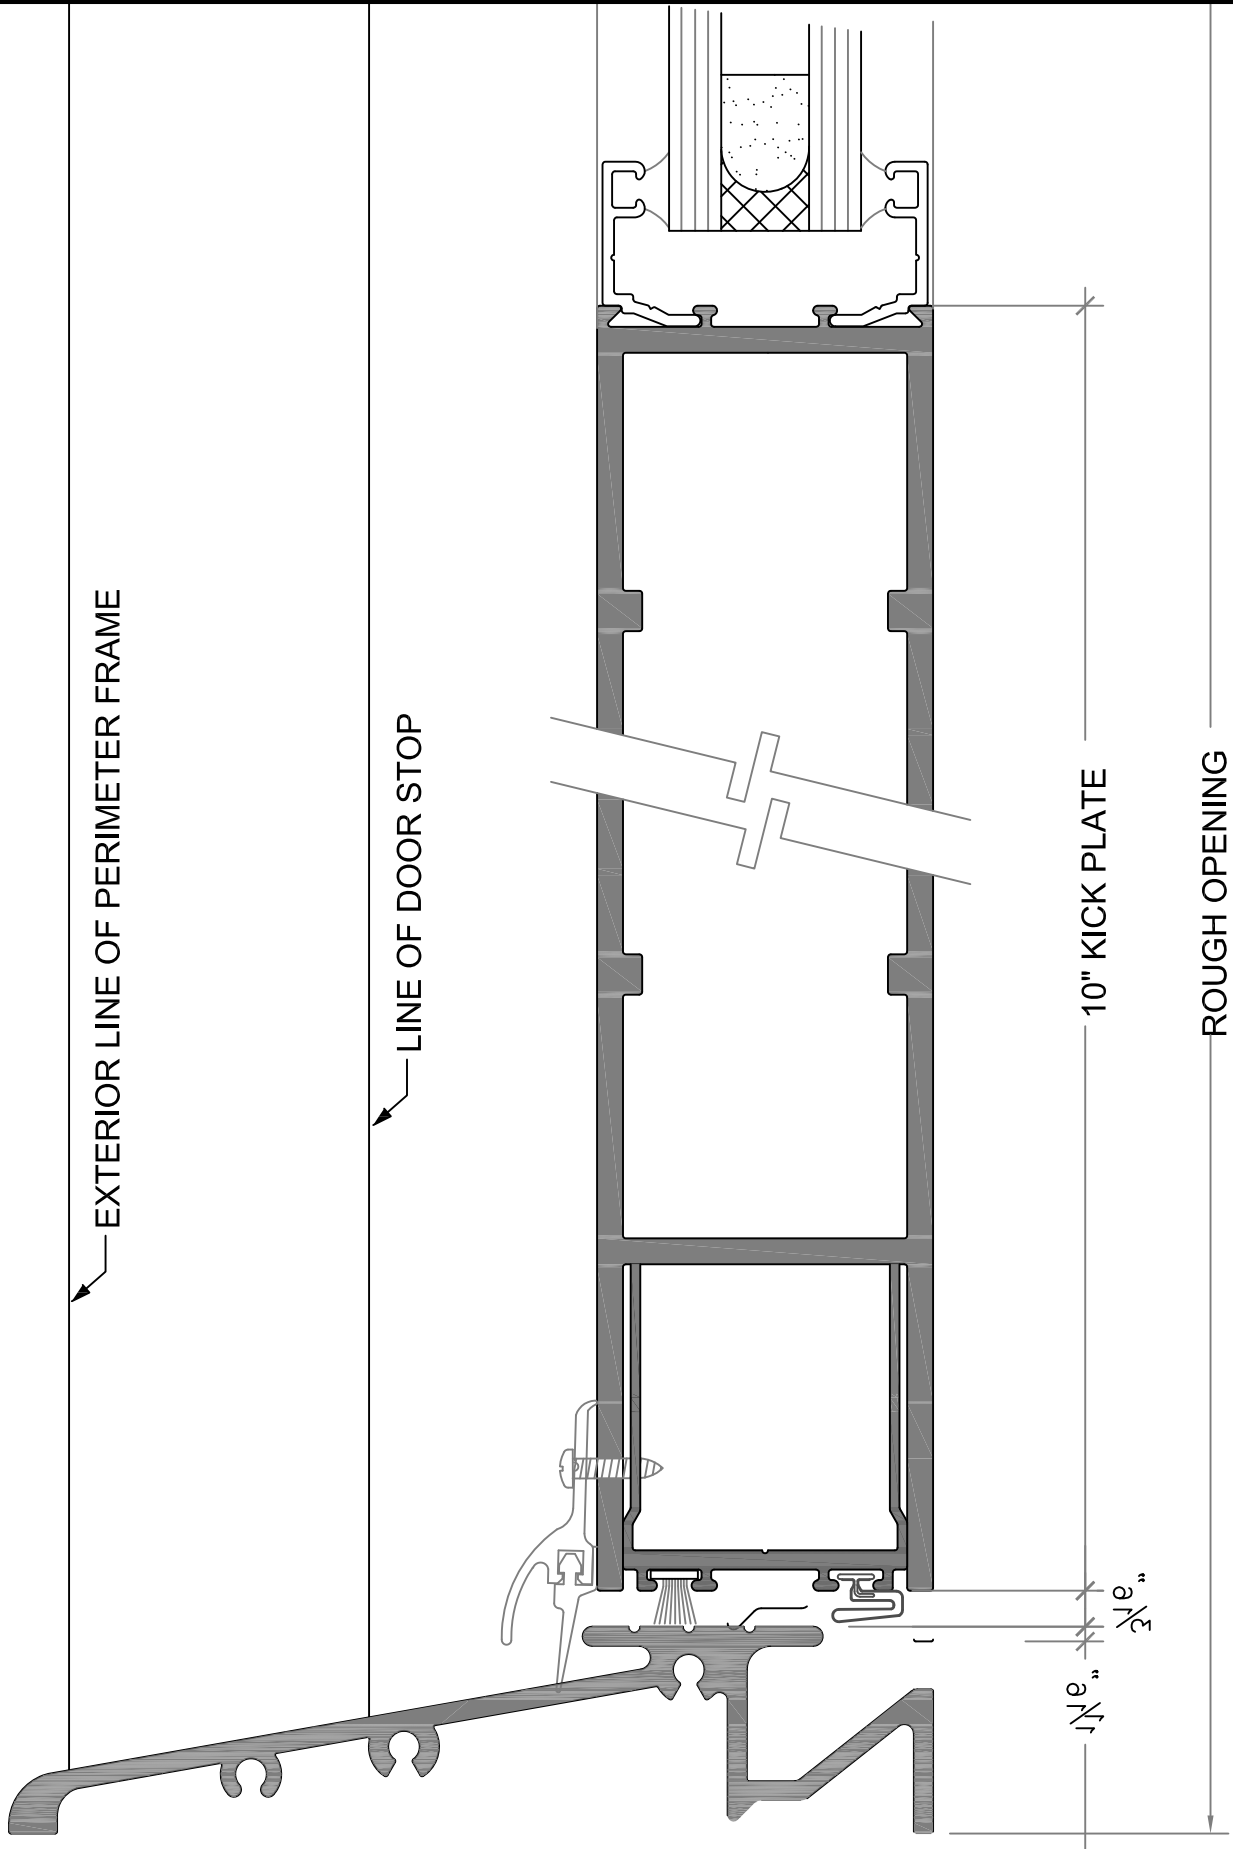 EXTERIOR LINE OF PERIMETER FRAME
LINE OF DOOR STOP
10" KICK PLATE
ROUGH OPENING